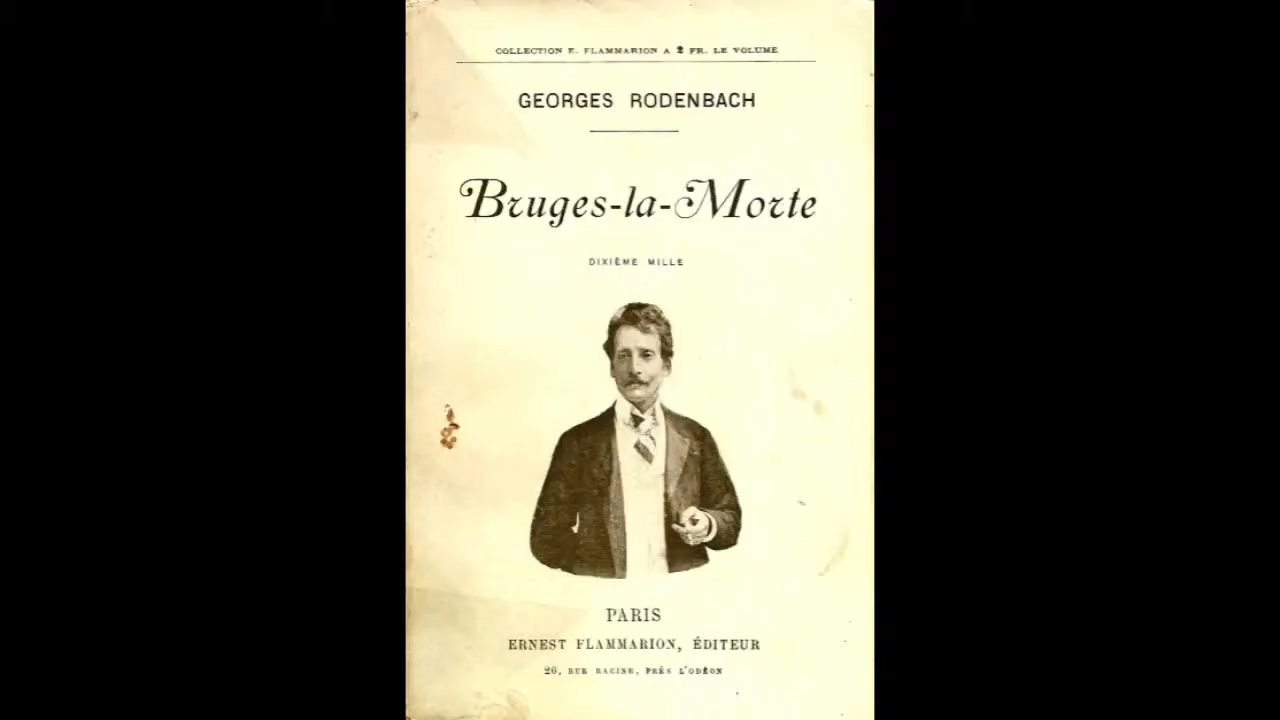 COLLECTION E. FLAMMARION A 2 FR. LE VOLUME
GEORGES RODENBACH
Bruges-la-Morte
DIXIÈME MILLE
PARIS
ERNEST FLAMMARION, ÉDITEUR
26, RUE RACINE, PRÈS L'ODÉON